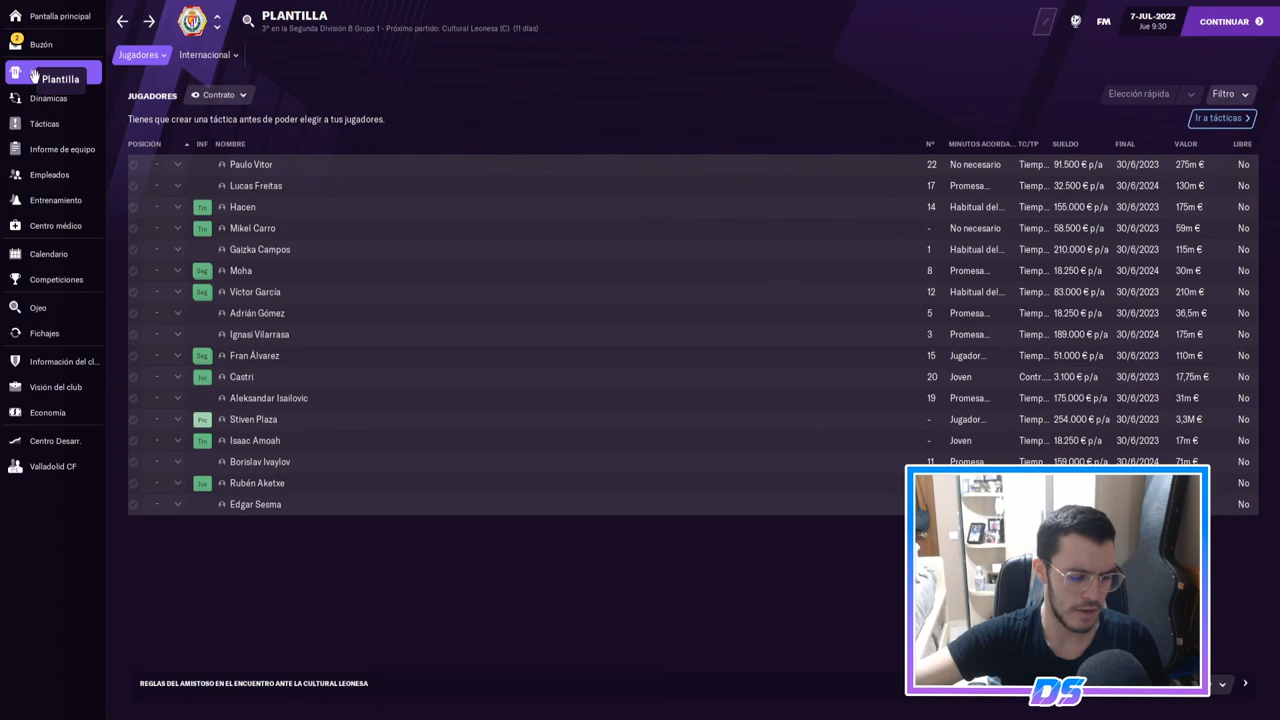 Pantalla principal
PLANTILLA
3º en la Segunda División B Grupo 1 - Próximo partido: Cultural Leonesa (C) (11 días)
FM
7-JUL-2022
Jue 9:30
CONTINUAR
2
Buzón
Jugadores
Internacional
Plantilla
Dinámicas
Tácticas
Informe de equipo
Empleados
Entrenamiento
Centro médico
Calendario
Competiciones
Ojeo
Fichajes
Información del cl...
Visión del club
Economía
Centro Desarr.
Valladolid CF
JUGADORES
Contrato
Elección rápida
Filtro
Tienes que crear una táctica antes de poder elegir a tus jugadores.
Ir a tácticas
POSICIÓN INF NOMBRE Nº MINUTOS ACORDA... TC/TP SUELDO FINAL VALOR LIBRE
- Paulo Vitor 22 No necesario Tiemp... 91.500 € p/a 30/6/2023 275m € No
- Lucas Freitas 17 Promesa... Tiemp... 32.500 € p/a 30/6/2024 130m € No
- Tm Hacen 14 Habitual del... Tiemp... 155.000 € p/a 30/6/2023 175m € No
- Tm Mikel Carro - No necesario Tiemp... 58.500 € p/a 30/6/2023 59m € No
- Gaizka Campos 1 Habitual del... Tiemp... 210.000 € p/a 30/6/2023 115m € No
- Seg Moha 8 Promesa... Tiemp... 18.250 € p/a 30/6/2024 30m € No
- Seg Víctor García 12 Habitual del... Tiemp... 83.000 € p/a 30/6/2023 210m € No
- Adrián Gómez 5 Promesa... Tiemp... 18.250 € p/a 30/6/2023 36,5m € No
- Ignasi Vilarrasa 3 Promesa... Tiemp... 189.000 € p/a 30/6/2023 175m € No
- Seg Fran Álvarez 15 Jugador... Tiemp... 51.000 € p/a 30/6/2023 110m € No
- Juv Castri 20 Joven Contr.... 3.100 € p/a 30/6/2023 17,75m € No
- Aleksandar Isailovic 19 Promesa... Tiemp... 175.000 € p/a 30/6/2023 31m € No
- Prc Stiven Plaza - Jugador... Tiemp... 254.000 € p/a 30/6/2023 3,3M € No
- Tm Isaac Amoah - Joven Tiemp... 18.250 € p/a 30/6/2023 17m € No
- Borislav Ivaylov 11 Promesa... Tiemp... 159.000 € p/a 30/6/2024 71m € No
- Juv Rubén Aketxe No
- Edgar Sesma No
REGLAS DEL AMISTOSO EN EL ENCUENTRO ANTE LA CULTURAL LEONESA
DS